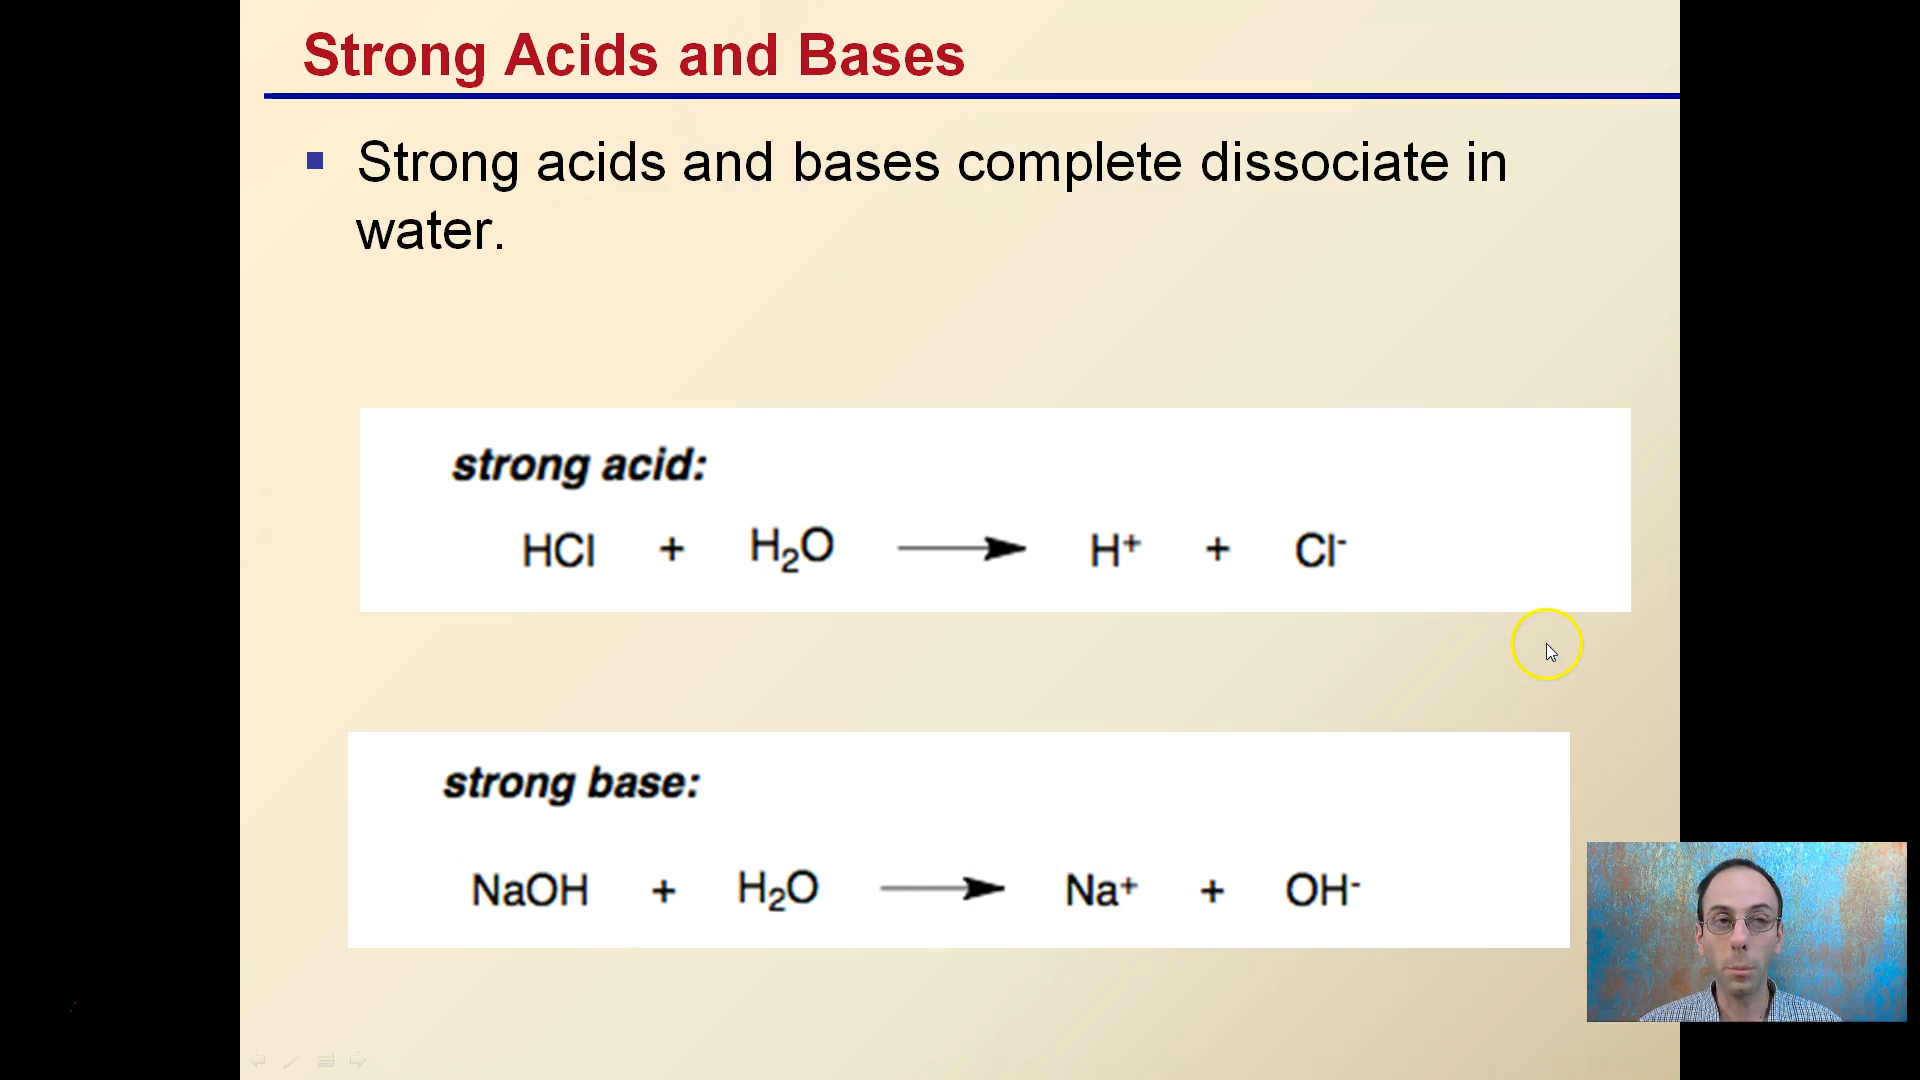 Strong Acids and Bases
Strong acids and bases complete dissociate in
water.
strong acid:
HCl + H₂O ⟶ H⁺ + Cl⁻
strong base:
NaOH + H₂O ⟶ Na⁺ + OH⁻